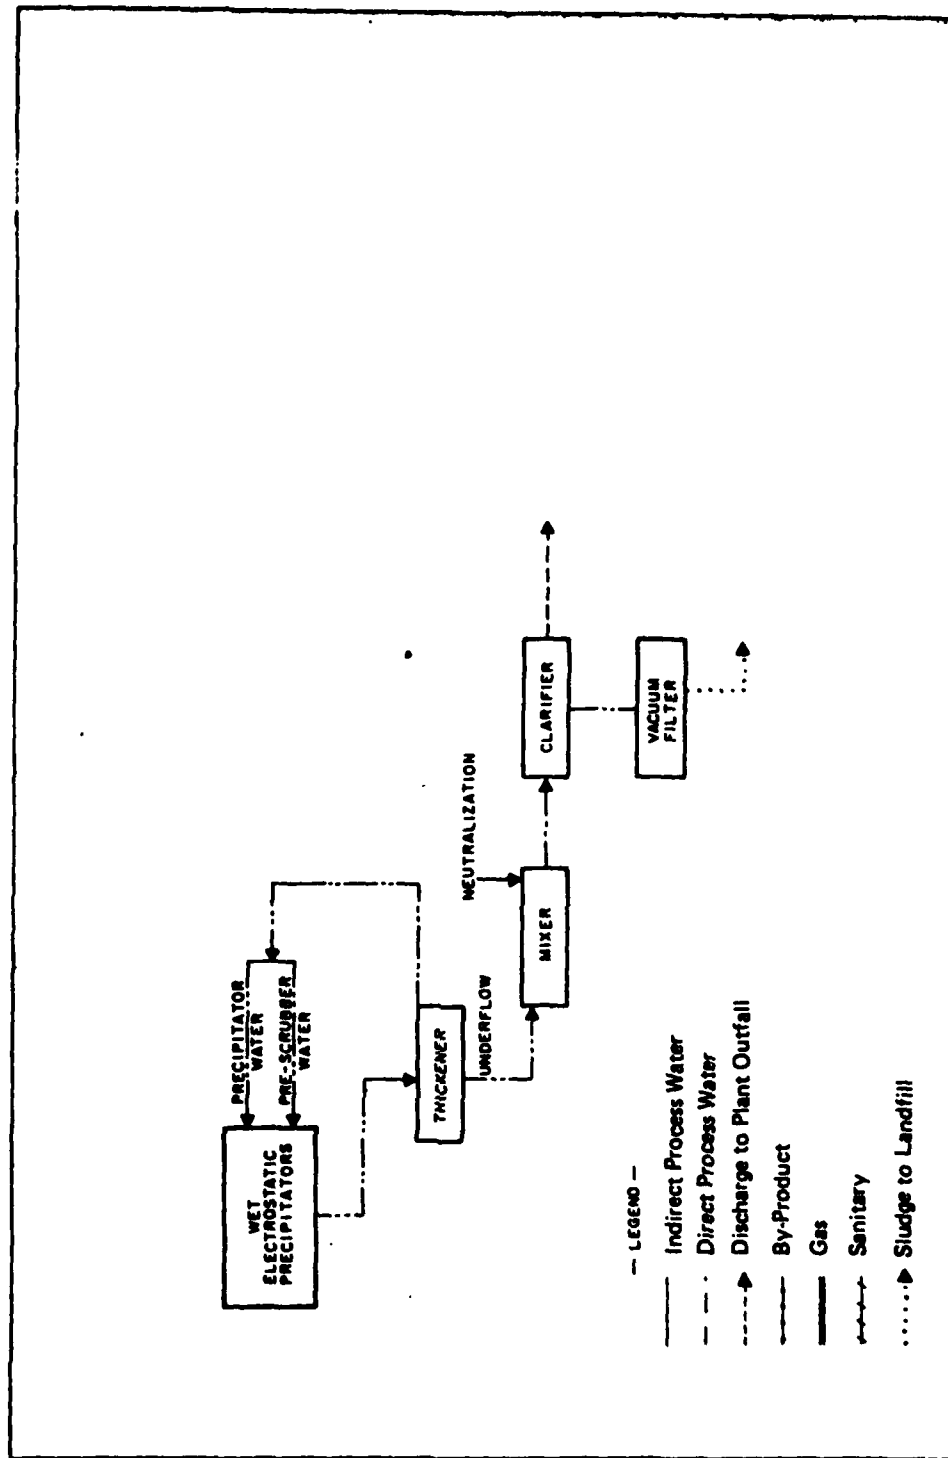 WET
ELECTROSTATIC
PRECIPITATORS
PRECIPITATOR
WATER
PRE-SCRUBBER
WATER
THICKENER
UNDERFLOW
NEUTRALIZATION
MIXER
CLARIFIER
VACUUM
FILTER
— LEGEND —
Indirect Process Water
Direct Process Water
Discharge to Plant Outfall
By-Product
Gas
Sanitary
Sludge to Landfill